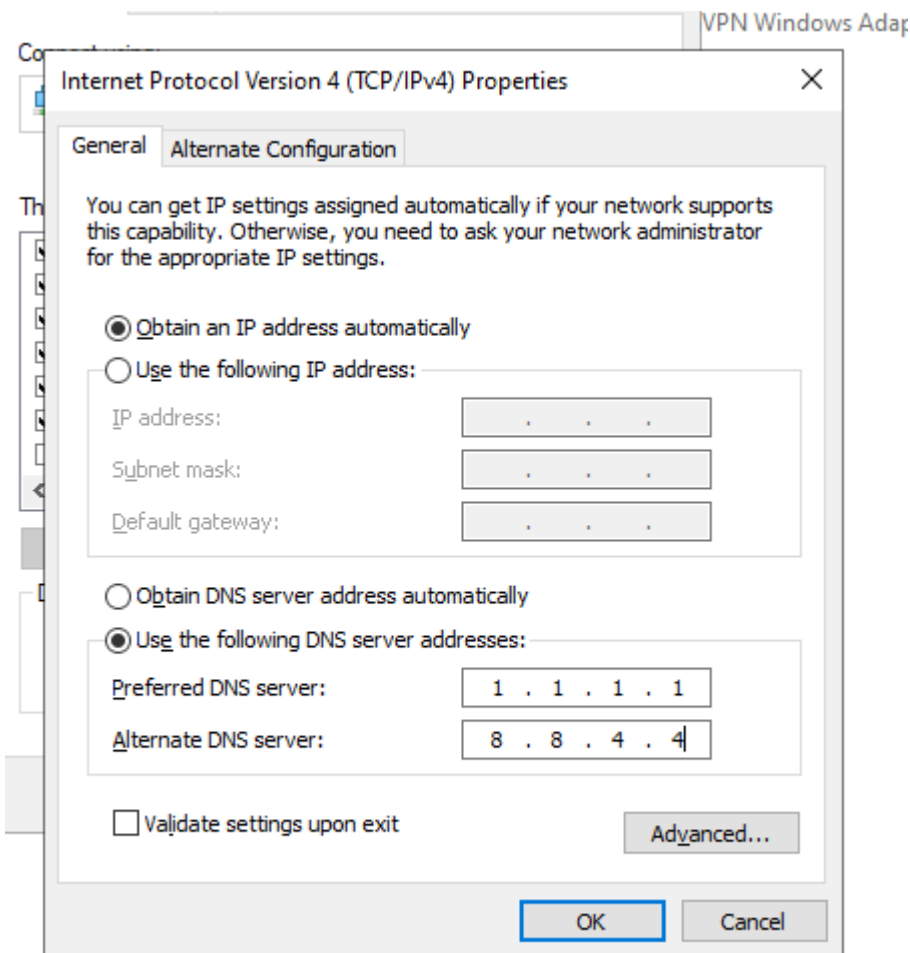 VPN Windows Adap
Internet Protocol Version 4 (TCP/IPv4) Properties
General
Alternate Configuration
Th
You can get IP settings assigned automatically if your network supports
this capability. Otherwise, you need to ask your network administrator
for the appropriate IP settings.
Obtain an IP address automatically
Use the following IP address:
IP address:
. . .
Subnet mask:
. . .
Default gateway:
. . .
Obtain DNS server address automatically
Use the following DNS server addresses:
Preferred DNS server:
1 . 1 . 1 . 1
Alternate DNS server:
8 . 8 . 4 . 4
Validate settings upon exit
Advanced...
OK
Cancel